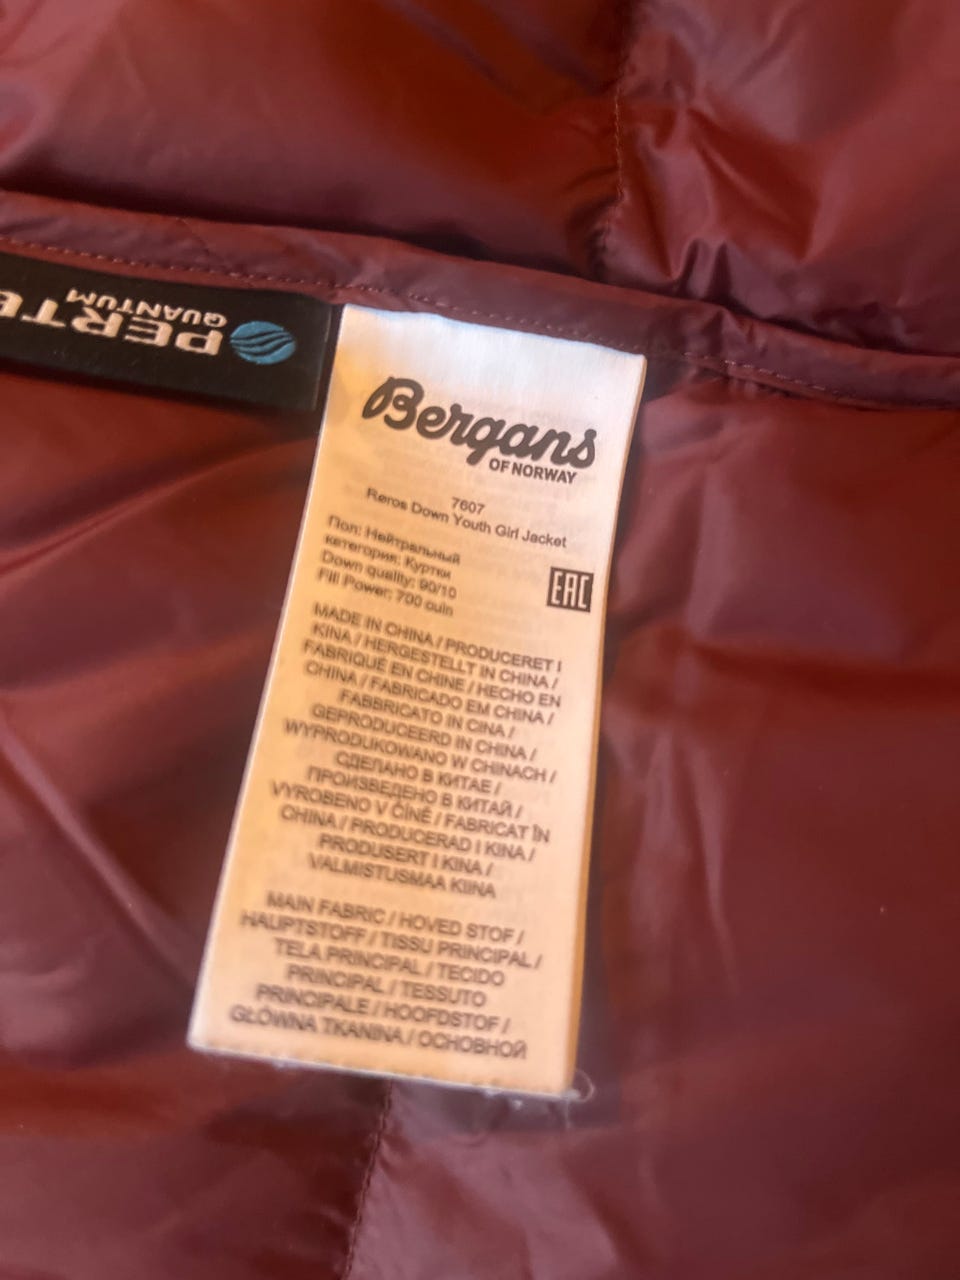 PERTE
QUANTUM
Bergans
OF NORWAY
7607
Røros Down Youth Girl Jacket
Пол: Нейтральный
категория: Куртки
Down quality: 90/10
Fill Power: 700 cuin
EAC
MADE IN CHINA / PRODUCERET I
KINA / HERGESTELLT IN CHINA /
FABRIQUÉ EN CHINE / HECHO EN
CHINA / FABRICADO EM CHINA /
FABBRICATO IN CINA /
GEPRODUCEERD IN CHINA /
WYPRODUKOWANO W CHINACH /
СДЕЛАНО В КИТАЕ /
ПРОИЗВЕДЕНО В КИТАЙ /
VYROBENO V ČÍNĚ / FABRICAT ÎN
CHINA / PRODUCERAD I KINA /
PRODUSERT I KINA /
VALMISTUSMAA KIINA
MAIN FABRIC / HOVED STOF /
HAUPTSTOFF / TISSU PRINCIPAL /
TELA PRINCIPAL / TECIDO
PRINCIPAL / TESSUTO
PRINCIPALE / HOOFDSTOF /
GŁÓWNA TKANINA / ОСНОВНОЙ